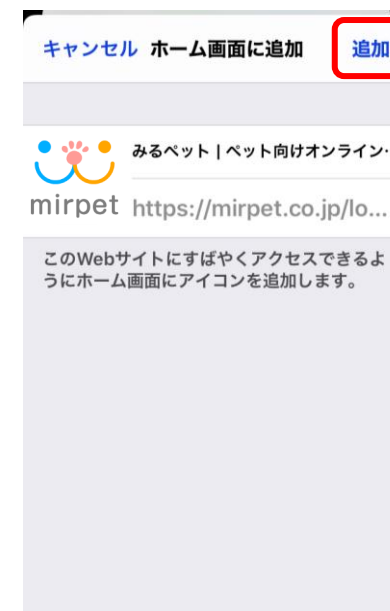 キャンセル ホーム画面に追加 追加
みるペット | ペット向けオンライン·
mirpet https://mirpet.co.jp/lo...
このWebサイトにすばやくアクセスできるよ
うにホーム画面にアイコンを追加します。